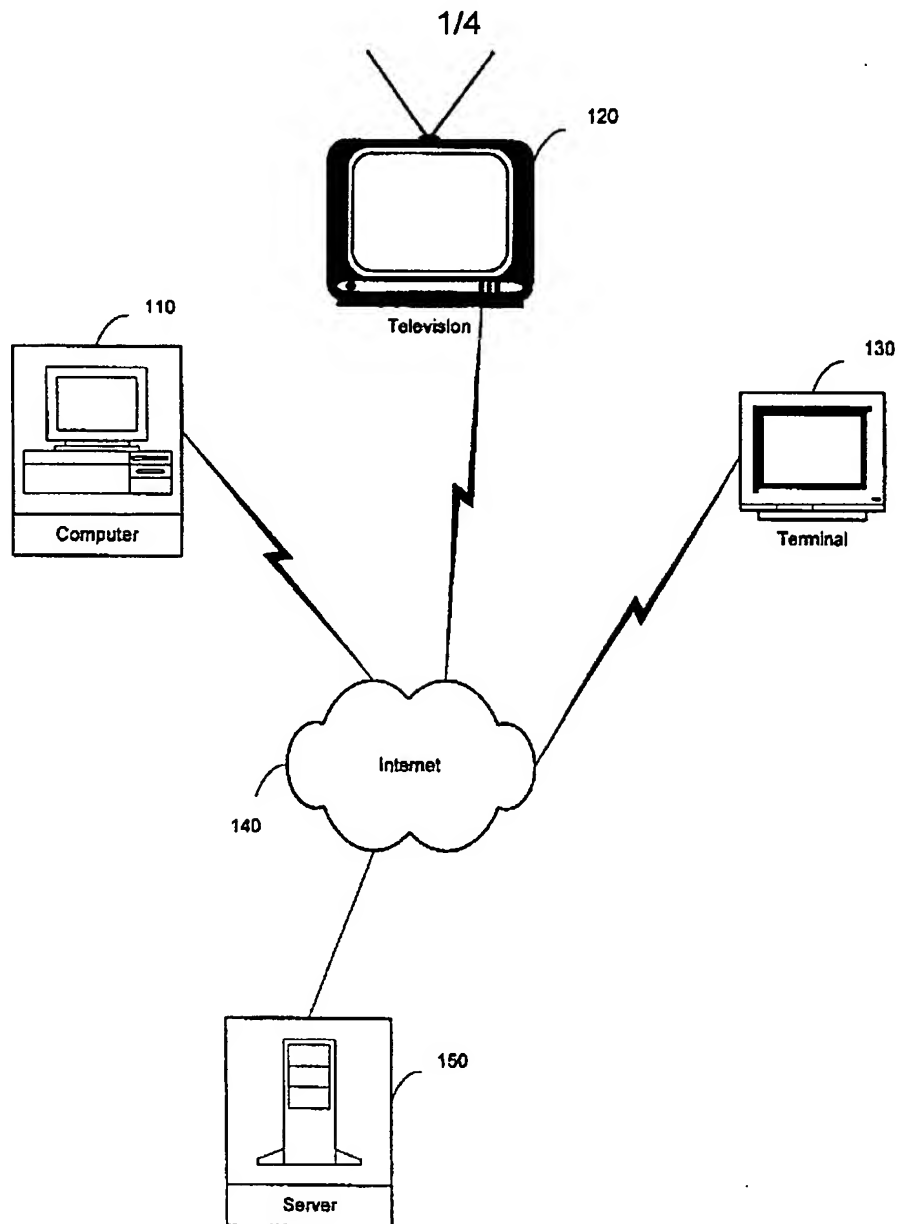 1/4
120
Television
110
Computer
130
Terminal
Internet
140
150
Server